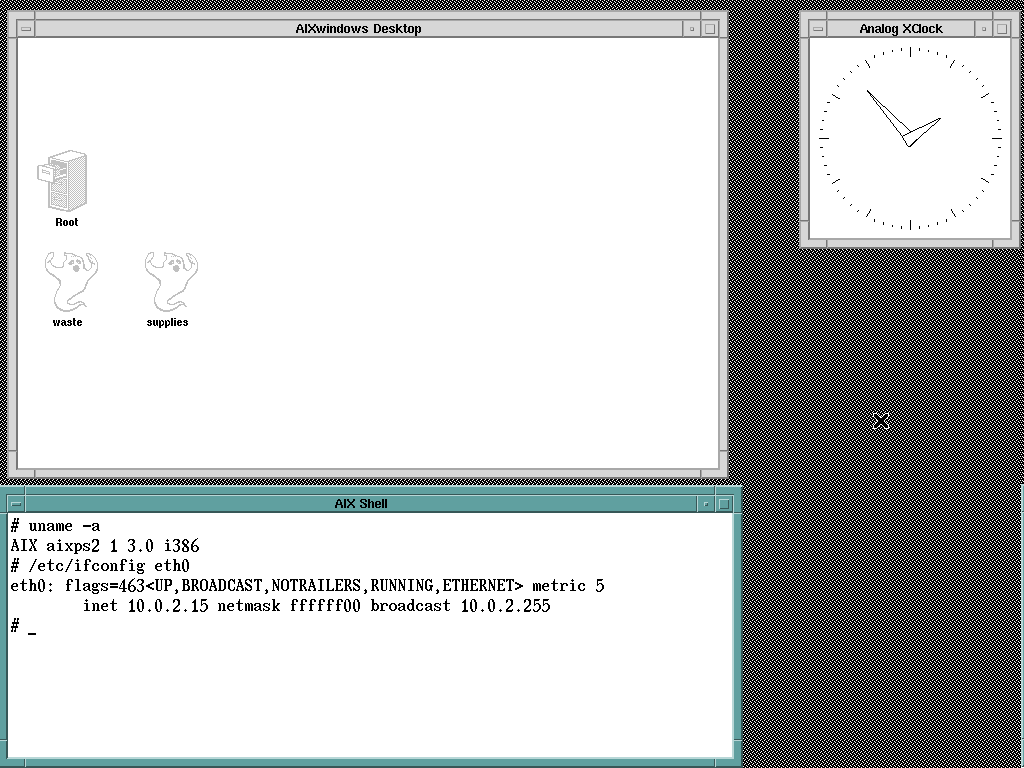 AIXwindows Desktop
Analog XClock
Root
waste
supplies
AIX Shell
# uname -a
AIX aixps2 1 3.0 i386
# /etc/ifconfig eth0
eth0: flags=463<UP,BROADCAST,NOTRAILERS,RUNNING,ETHERNET> metric 5
        inet 10.0.2.15 netmask ffffff00 broadcast 10.0.2.255
# _